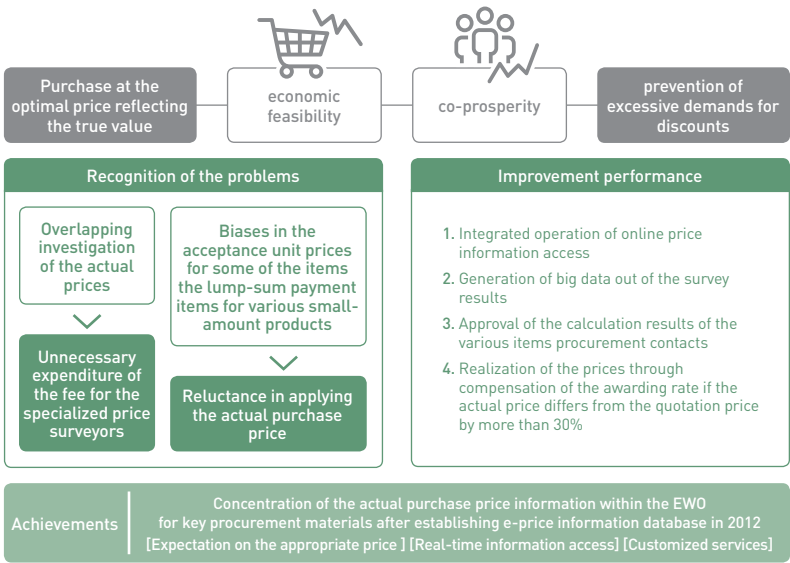 Purchase at the
optimal price reflecting
the true value
economic
feasibility
co-prosperity
prevention of
excessive demands for
discounts
Recognition of the problems
Overlapping
investigation
of the actual
prices
Unnecessary
expenditure of
the fee for the
specialized price
surveyors
Biases in the
acceptance unit prices
for some of the items
the lump-sum payment
items for various small-
amount products
Reluctance in applying
the actual purchase
price
Improvement performance
1. Integrated operation of online price
information access
2. Generation of big data out of the survey
results
3. Approval of the calculation results of the
various items procurement contacts
4. Realization of the prices through
compensation of the awarding rate if the
actual price differs from the quotation price
by more than 30%
Achievements
Concentration of the actual purchase price information within the EWO
for key procurement materials after establishing e-price information database in 2012
[Expectation on the appropriate price ] [Real-time information access] [Customized services]